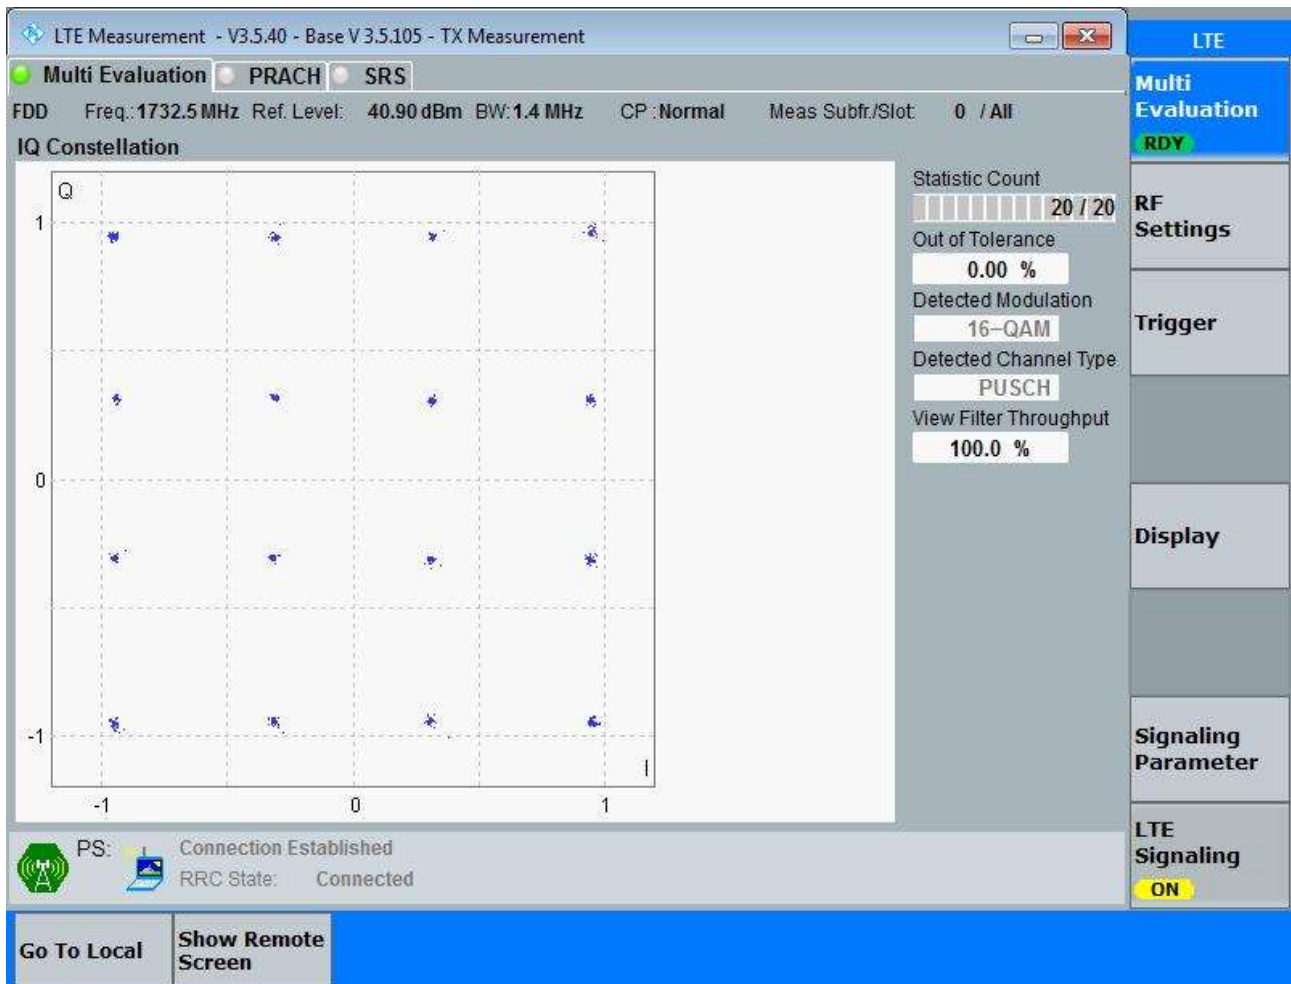 LTE Measurement - V3.5.40 - Base V 3.5.105 - TX Measurement
LTE
Multi Evaluation PRACH SRS
FDD Freq.: 1732.5 MHz Ref. Level: 40.90 dBm BW: 1.4 MHz CP : Normal Meas Subfr./Slot: 0 / All
IQ Constellation
Q
1
0
-1
I
-1 0 1
Statistic Count
20 / 20
Out of Tolerance
0.00 %
Detected Modulation
16-QAM
Detected Channel Type
PUSCH
View Filter Throughput
100.0 %
Multi
Evaluation
RDY
RF
Settings
Trigger
Display
Signaling
Parameter
LTE
Signaling
ON
PS: Connection Established
RRC State: Connected
Go To Local
Show Remote
Screen